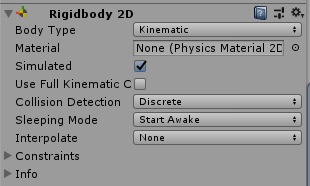 Rigidbody 2D
Body Type Kinematic
Material None (Physics Material 2D
Simulated
Use Full Kinematic C
Collision Detection Discrete
Sleeping Mode Start Awake
Interpolate None
Constraints
Info